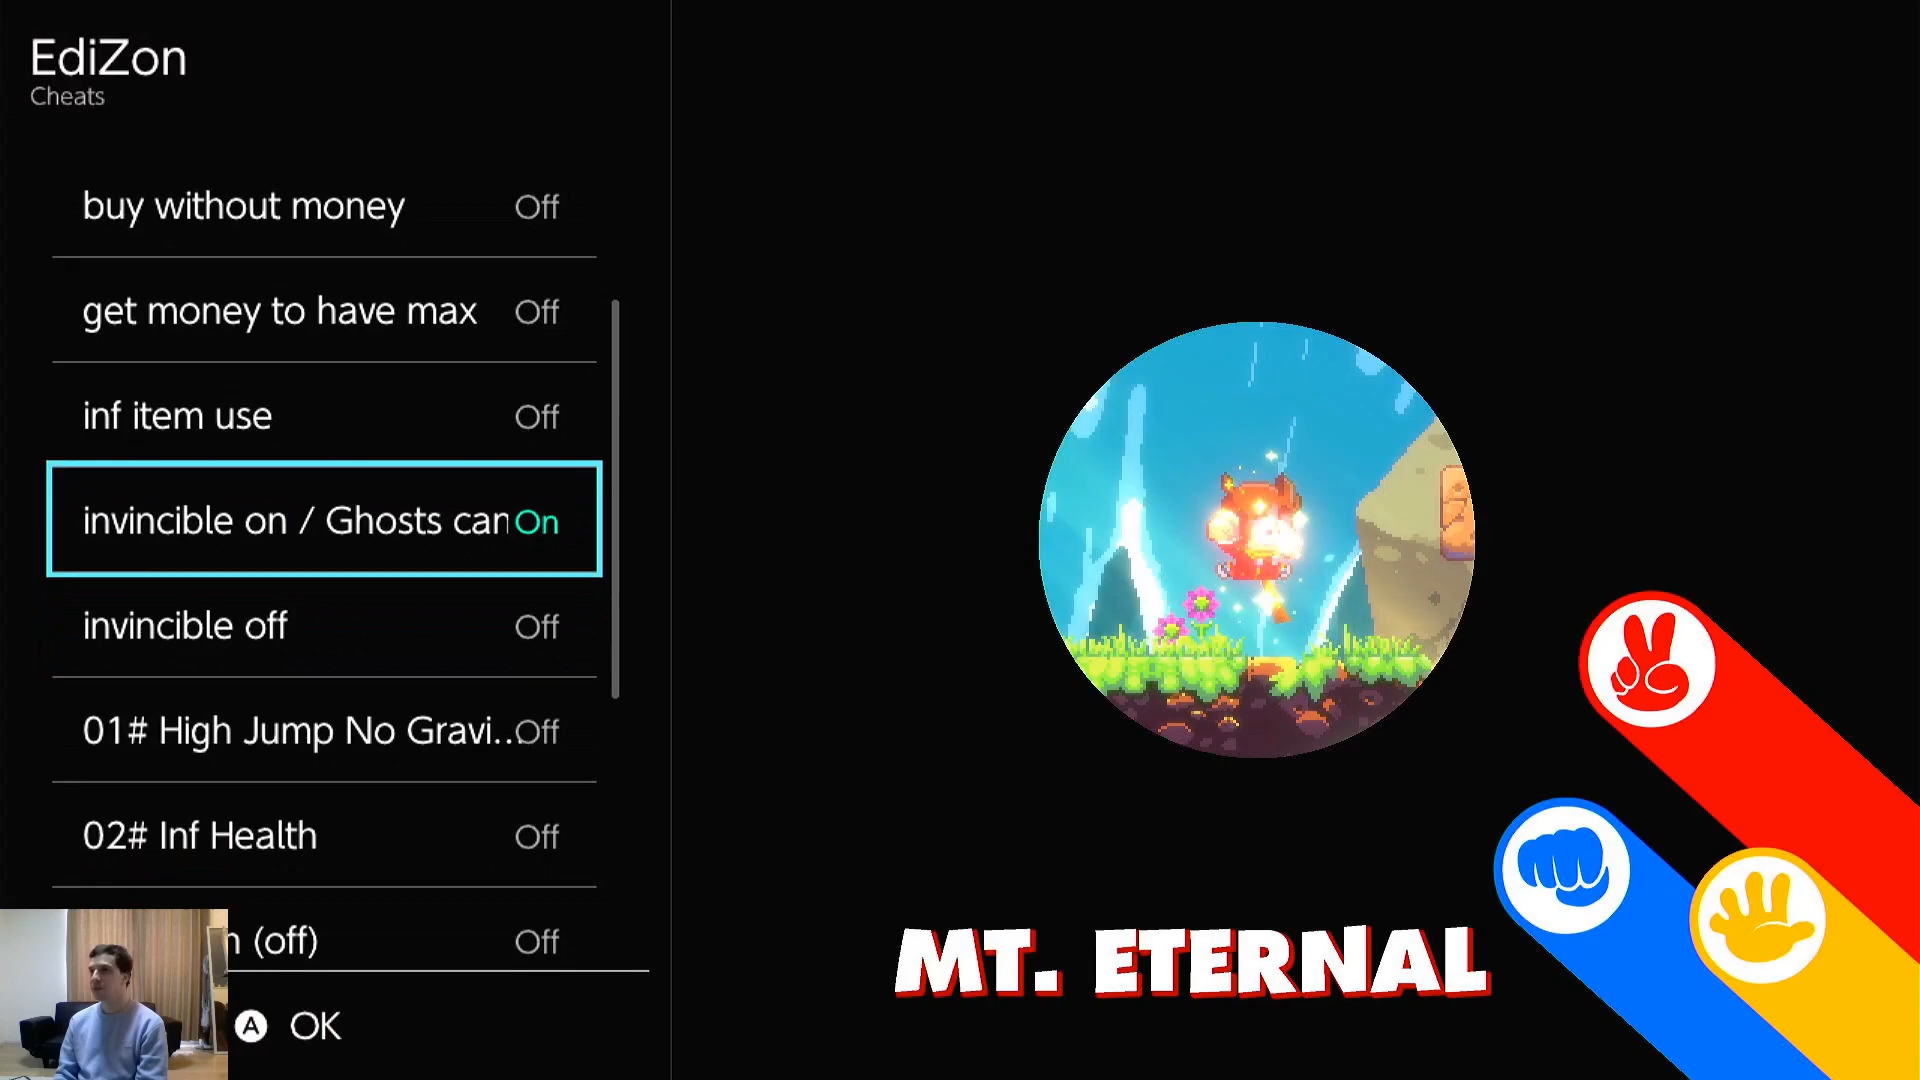 EdiZon
Cheats
buy without money Off
get money to have max Off
inf item use Off
invincible on / Ghosts can On
invincible off Off
01# High Jump No Gravi... Off
02# Inf Health Off
(off) Off
A OK
MT. ETERNAL